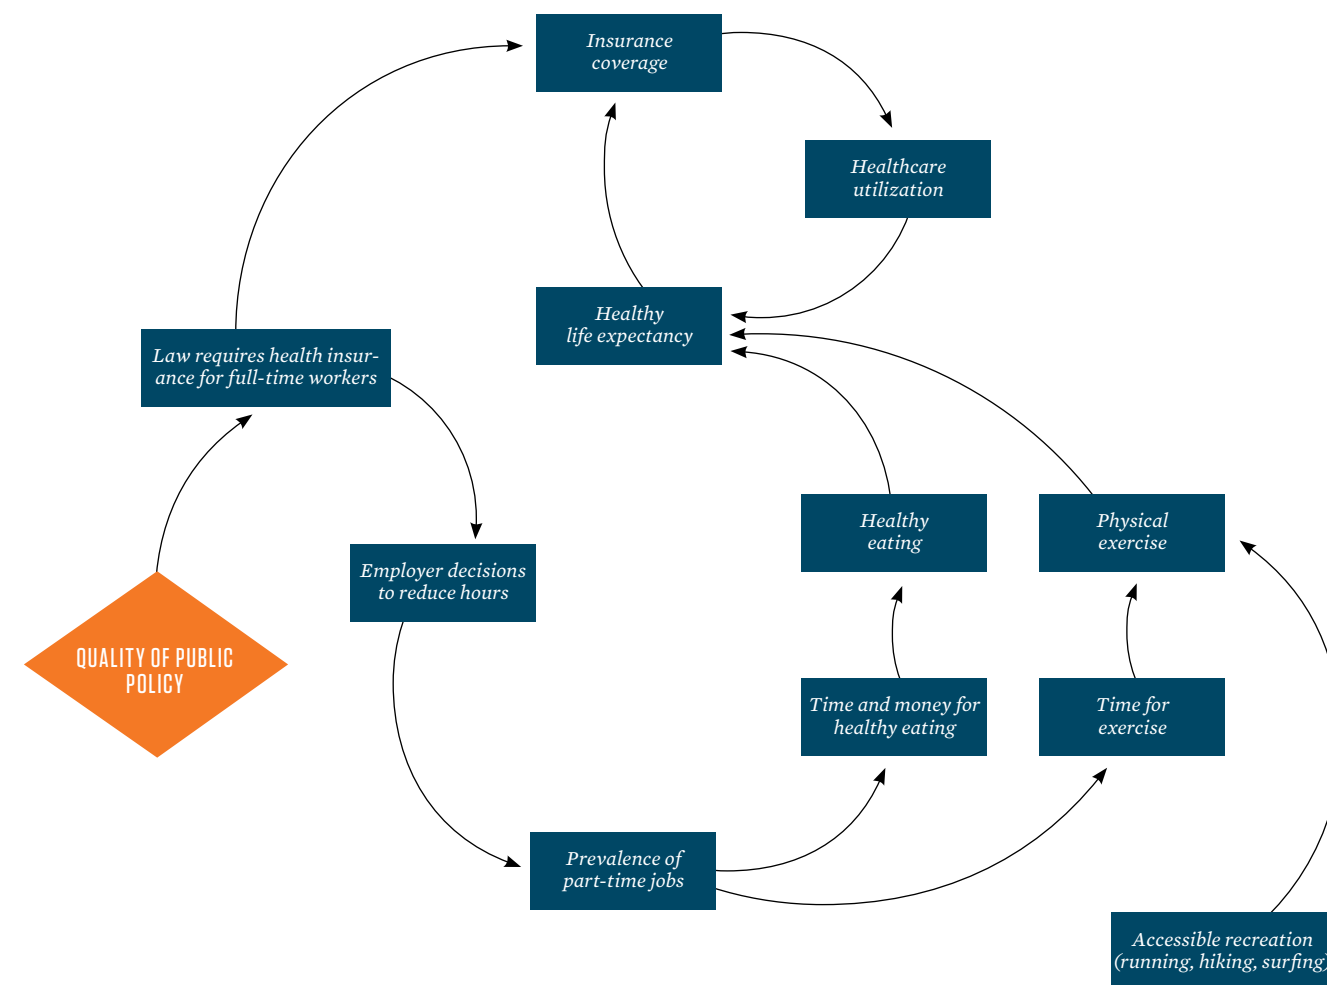 Insurance
coverage
Healthcare
utilization
Healthy
life expectancy
Law requires health insur-
ance for full-time workers
Healthy
eating
Physical
exercise
Employer decisions
to reduce hours
QUALITY OF PUBLIC
POLICY
Time and money for
healthy eating
Time for
exercise
Prevalence of
part-time jobs
Accessible recreation
(running, hiking, surfing)